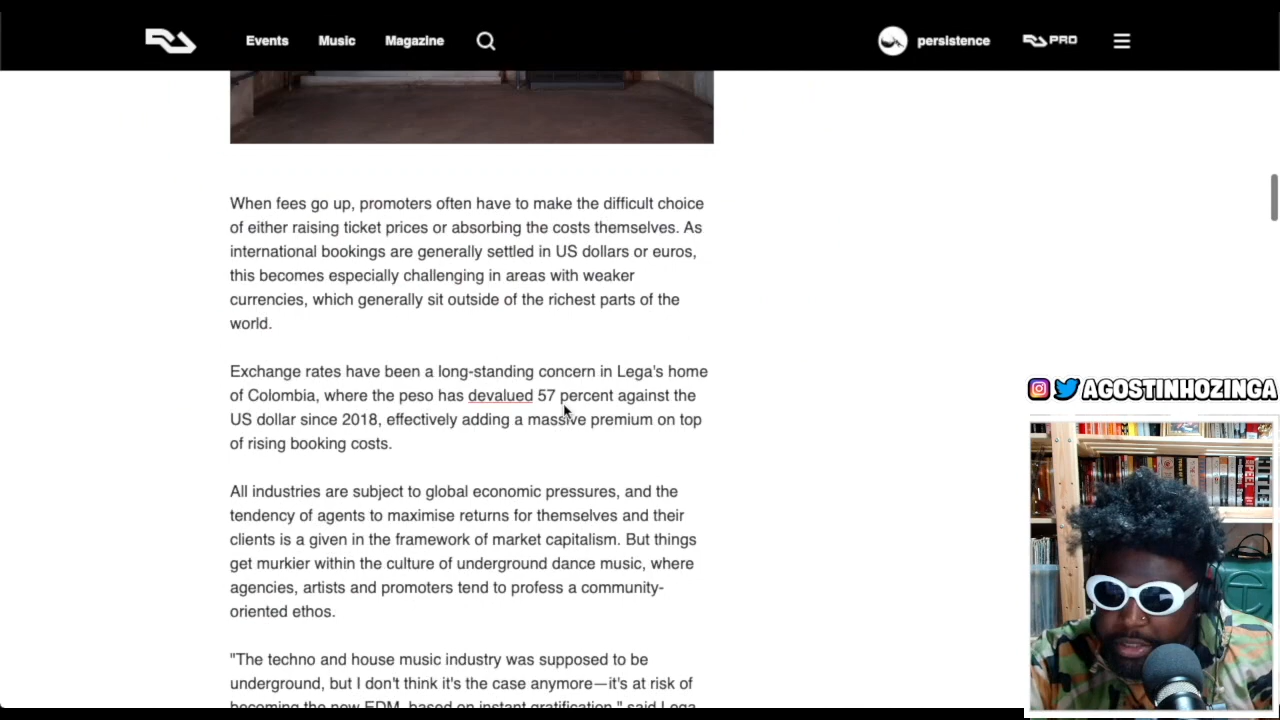 Events
Music
Magazine
persistence
RA PRO
When fees go up, promoters often have to make the difficult choice
of either raising ticket prices or absorbing the costs themselves. As
international bookings are generally settled in US dollars or euros,
this becomes especially challenging in areas with weaker
currencies, which generally sit outside of the richest parts of the
world.
Exchange rates have been a long-standing concern in Lega's home
of Colombia, where the peso has devalued 57 percent against the
US dollar since 2018, effectively adding a massive premium on top
of rising booking costs.
All industries are subject to global economic pressures, and the
tendency of agents to maximise returns for themselves and their
clients is a given in the framework of market capitalism. But things
get murkier within the culture of underground dance music, where
agencies, artists and promoters tend to profess a community-
oriented ethos.
"The techno and house music industry was supposed to be
underground, but I don't think it's the case anymore—it's at risk of
becoming the new EDM, based on instant gratification," said Lega.
AGOSTINHOZINGA